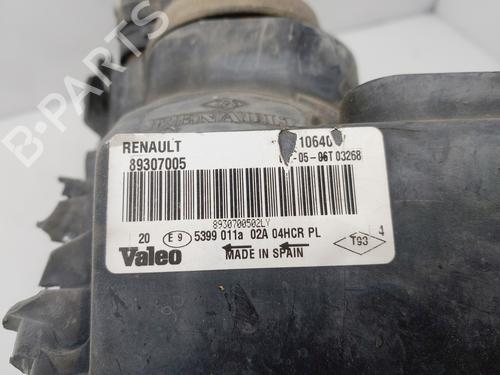 RENAULT
RENAULT
89307005
-05-06T 03268
8930700502LY
20 E 9 5399 011a 02A 04HCR PL T93 4
Valeo MADE IN SPAIN
B-Parts